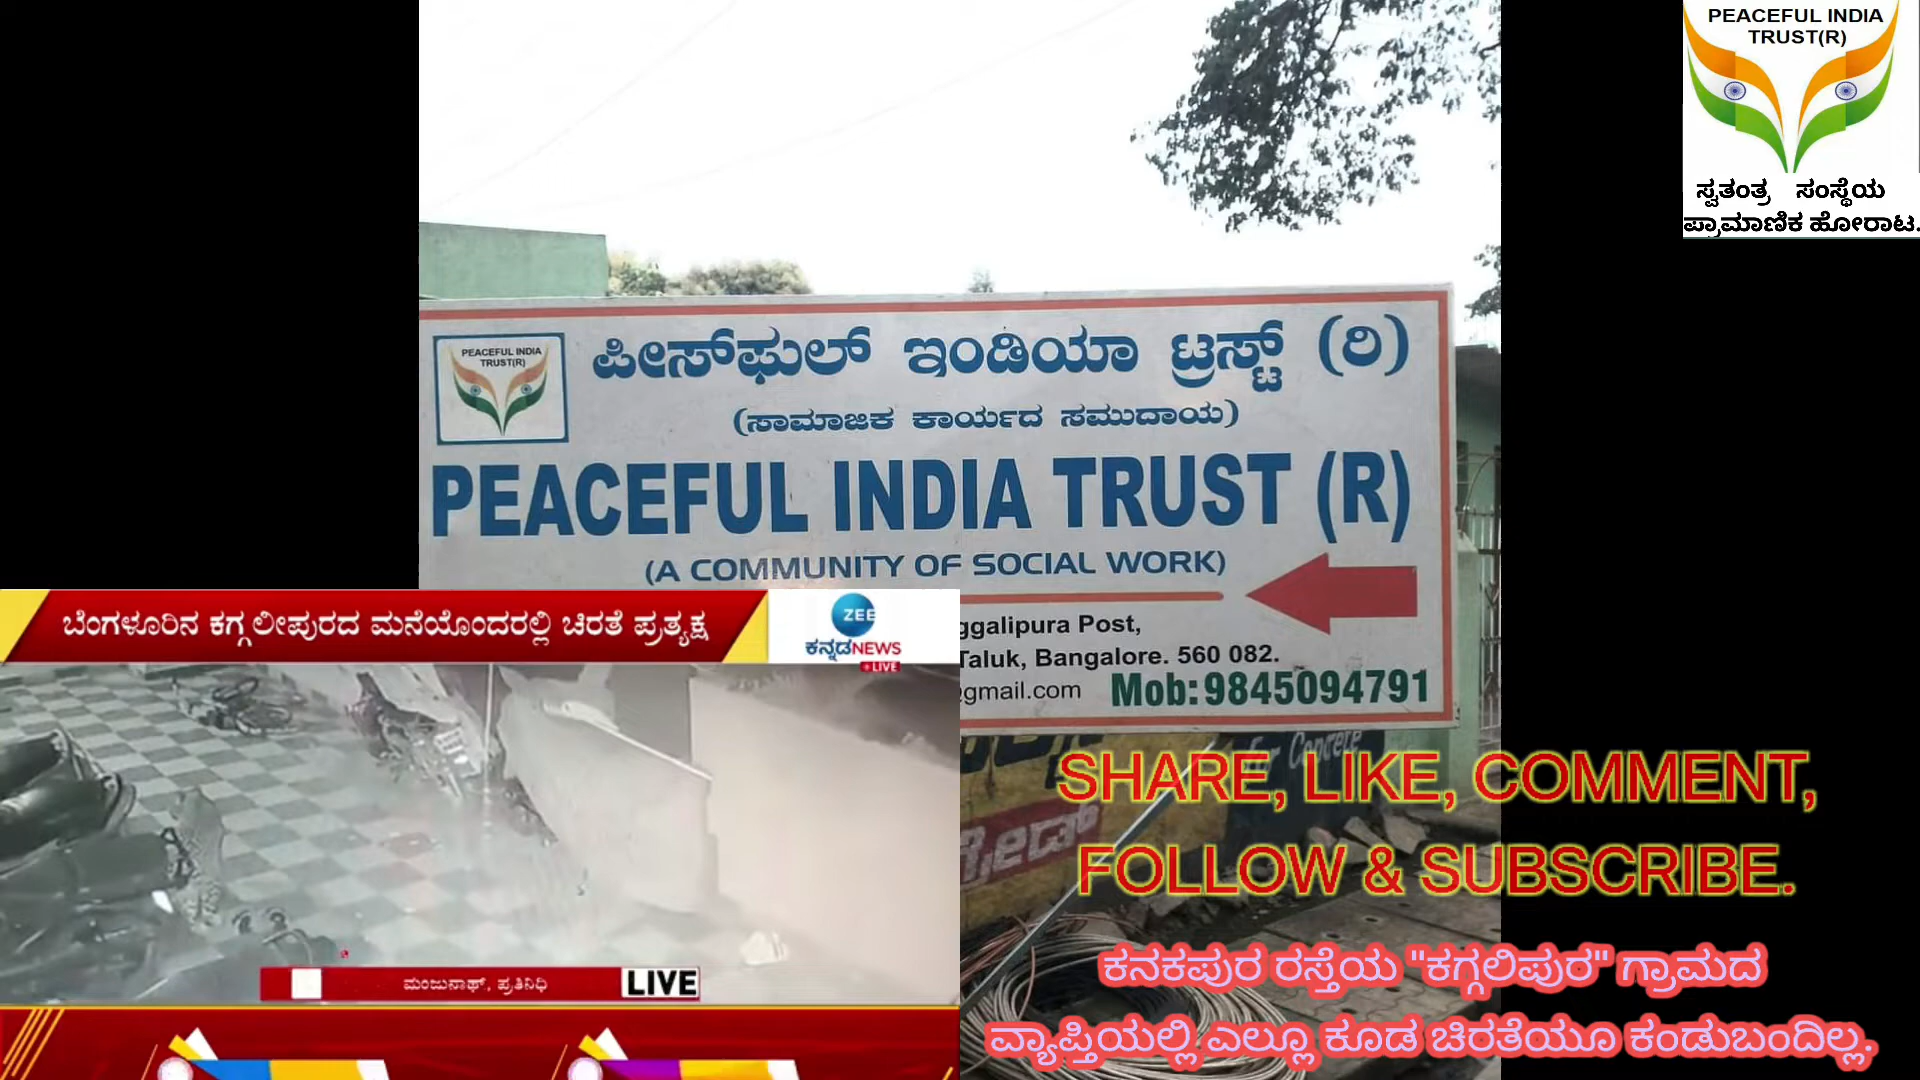 PEACEFUL INDIA
TRUST(R)
ಸ್ವತಂತ್ರ ಸಂಸ್ಥೆಯ
ಪ್ರಾಮಾಣಿಕ ಹೋರಾಟ.
PEACEFUL INDIA
TRUST(R)
ಪೀಸ್‌ಫುಲ್ ಇಂಡಿಯಾ ಟ್ರಸ್ಟ್ (ರಿ)
(ಸಾಮಾಜಿಕ ಕಾರ್ಯದ ಸಮುದಾಯ)
PEACEFUL INDIA TRUST (R)
(A COMMUNITY OF SOCIAL WORK)
ggalipura Post,
Taluk, Bangalore. 560 082.
@gmail.com Mob: 9845094791
ಬೆಂಗಳೂರಿನ ಕಗ್ಗಲೀಪುರದ ಮನೆಯೊಂದರಲ್ಲಿ ಚಿರತೆ ಪ್ರತ್ಯಕ್ಷ
ZEE
ಕನ್ನಡNEWS
LIVE
ಮಂಜುನಾಥ್, ಪ್ರತಿನಿಧಿ LIVE
for Concrete
SHARE, LIKE, COMMENT,
FOLLOW & SUBSCRIBE.
ಕನಕಪುರ ರಸ್ತೆಯ "ಕಗ್ಗಲಿಪುರ" ಗ್ರಾಮದ
ವ್ಯಾಪ್ತಿಯಲ್ಲಿ ಎಲ್ಲೂ ಕೂಡ ಚಿರತೆಯೂ ಕಂಡುಬಂದಿಲ್ಲ.